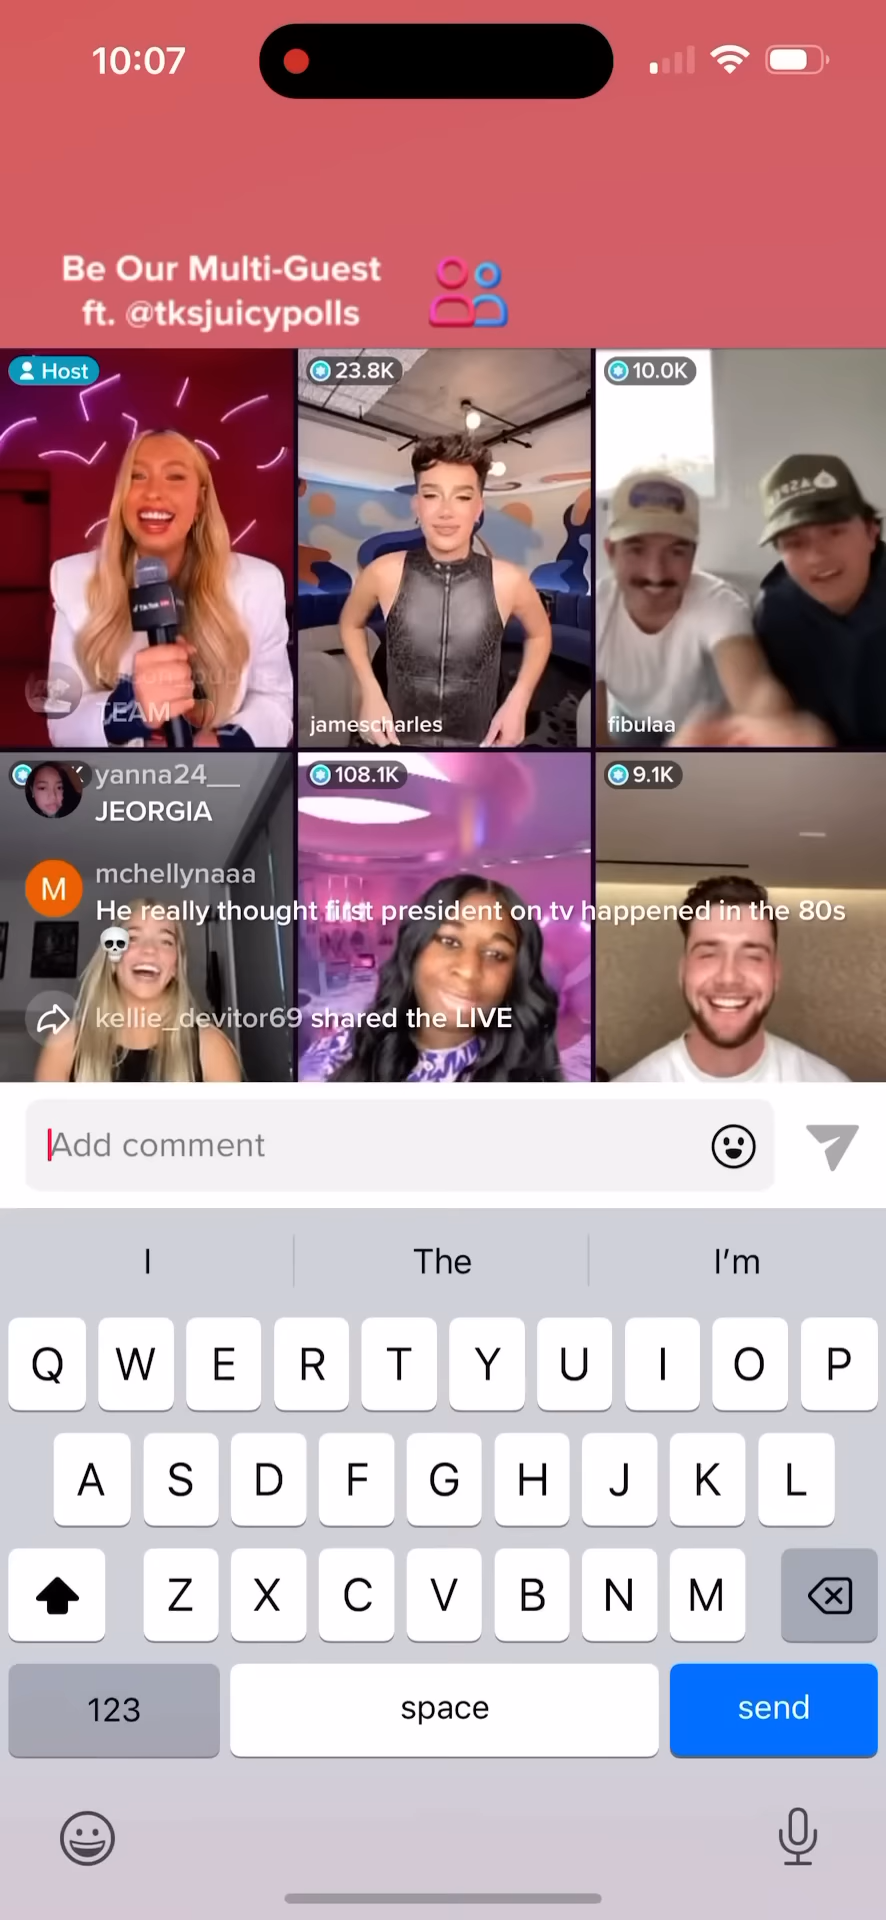 10:07
Be Our Multi-Guest
ft. @tksjuicypolls
Host
23.8K
10.0K
TEAM
jamescharles
fibulaa
108.1K
9.1K
yanna24__
JEORGIA
M
mchellynaaa
He really thought first president on tv happened in the 80s
💀
kellie_devitor69 shared the LIVE
Add comment
I
The
I'm
Q W E R T Y U I O P
A S D F G H J K L
Z X C V B N M
123
space
send